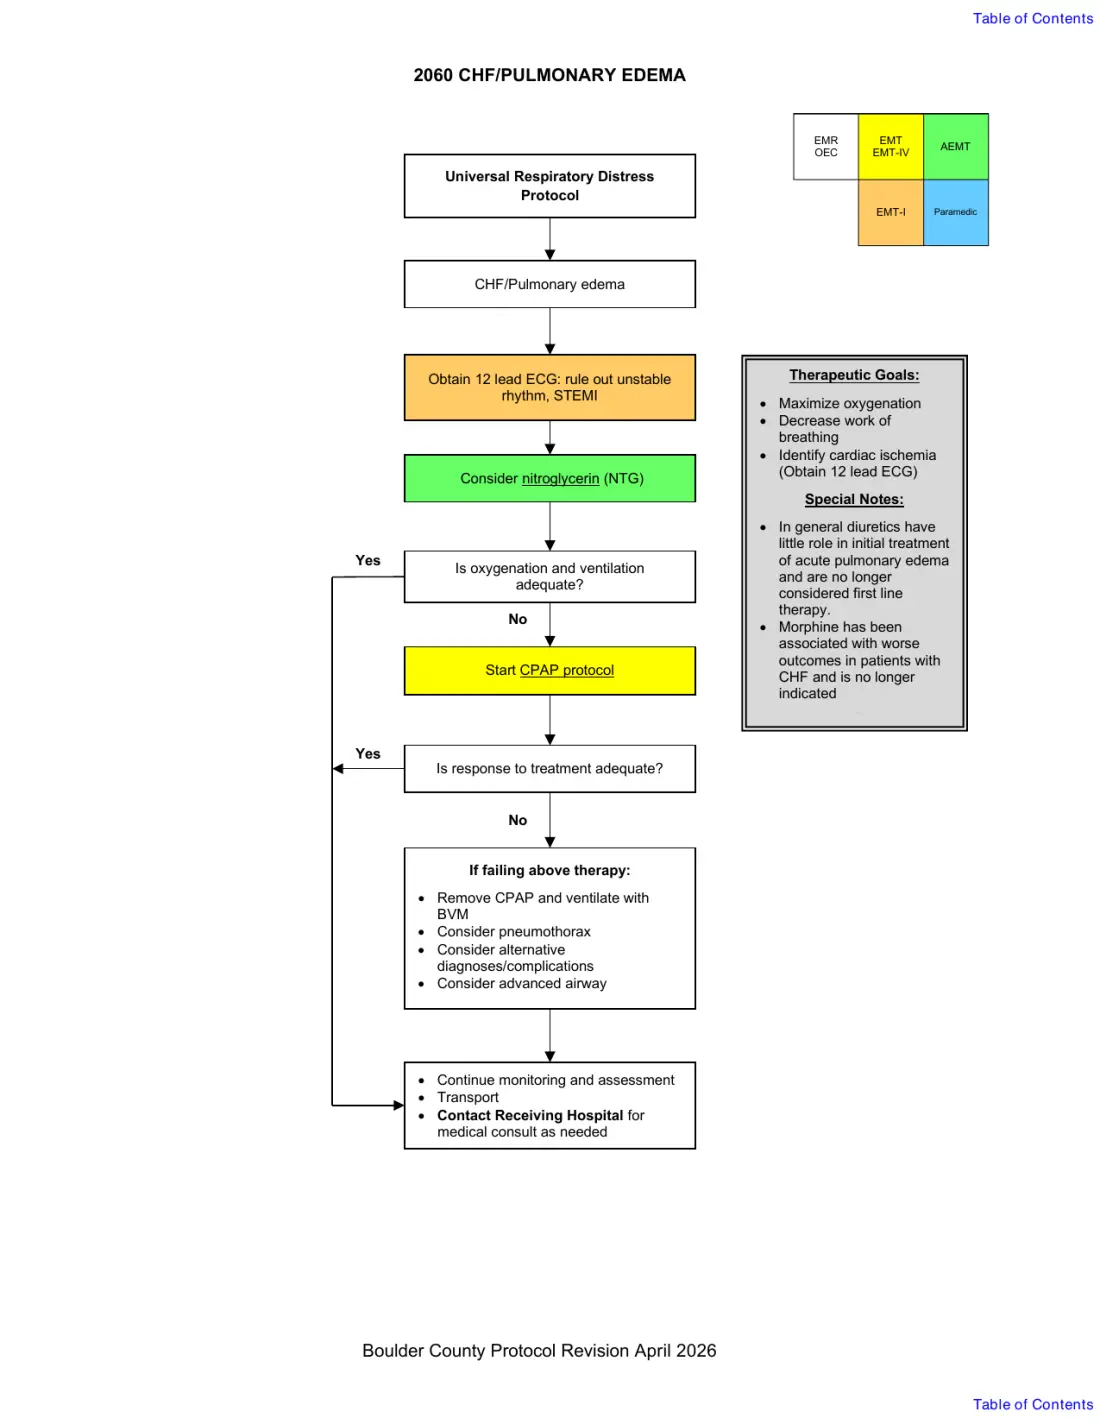 Table of Contents
2060 CHF/PULMONARY EDEMA
EMR
OEC
EMT
EMT-IV
AEMT
EMT-I
Paramedic
Universal Respiratory Distress
Protocol
CHF/Pulmonary edema
Obtain 12 lead ECG: rule out unstable
rhythm, STEMI
Consider nitroglycerin (NTG)
Yes
Is oxygenation and ventilation
adequate?
No
Start CPAP protocol
Yes
Is response to treatment adequate?
No
If failing above therapy:
• Remove CPAP and ventilate with
BVM
• Consider pneumothorax
• Consider alternative
diagnoses/complications
• Consider advanced airway
• Continue monitoring and assessment
• Transport
• Contact Receiving Hospital for
medical consult as needed
Therapeutic Goals:
• Maximize oxygenation
• Decrease work of
breathing
• Identify cardiac ischemia
(Obtain 12 lead ECG)
Special Notes:
• In general diuretics have
little role in initial treatment
of acute pulmonary edema
and are no longer
considered first line
therapy.
• Morphine has been
associated with worse
outcomes in patients with
CHF and is no longer
indicated
Boulder County Protocol Revision April 2026
Table of Contents